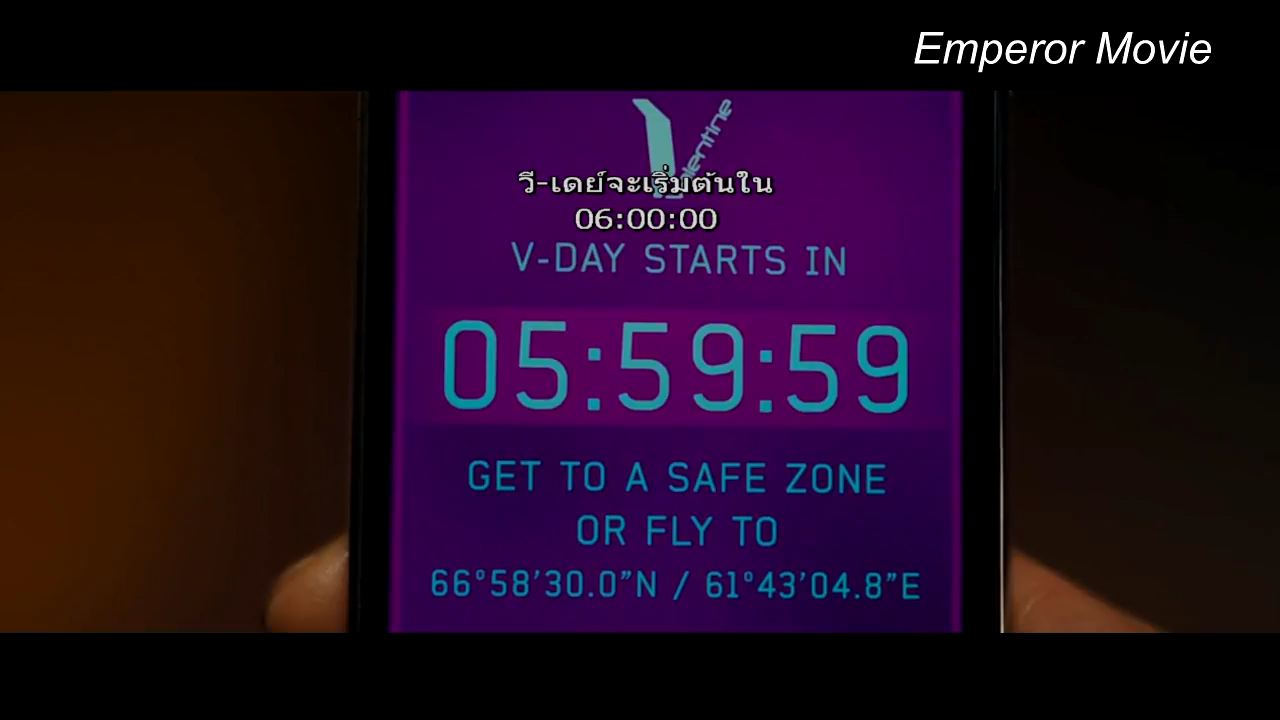 Emperor Movie
Valentine
วี-เดย์จะเริ่มต้นใน
06:00:00
V-DAY STARTS IN
05:59:59
GET TO A SAFE ZONE
OR FLY TO
66°58’30.0”N / 61°43’04.8”E